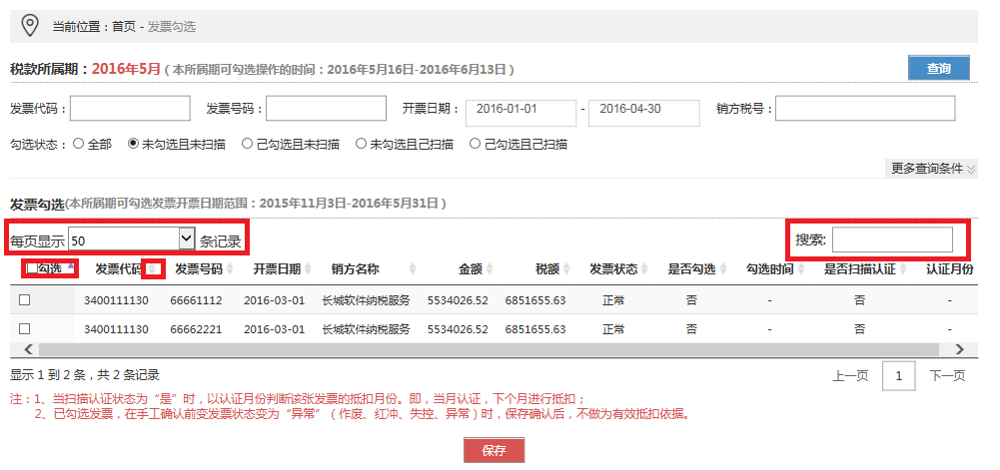 当前位置：首页 - 发票勾选
税款所属期：2016年5月（本所属期可勾选操作的时间：2016年5月16日-2016年6月13日） 查询
发票代码： 发票号码： 开票日期： 2016-01-01 - 2016-04-30 销方税号：
勾选状态： 全部 未勾选且未扫描 己勾选且未扫描 未勾选且己扫描 己勾选且己扫描
更多查询条件
发票勾选(本所属期可勾选发票开票日期范围：2015年11月3日-2016年5月31日）
每页显示 50 条记录 搜索:
勾选 发票代码 发票号码 开票日期 销方名称 金额 税额 发票状态 是否勾选 勾选时间 是否扫描认证 认证月份
3400111130 66661112 2016-03-01 长城软件纳税服务 5534026.52 6851655.63 正常 否 - 否 -
3400111130 66662221 2016-03-01 长城软件纳税服务 5534026.52 6851655.63 正常 否 - 否 -
显示 1 到 2 条，共 2 条记录 上一页 1 下一页
注：1、当扫描认证状态为“是”时，以认证月份判断该张发票的抵扣月份。即，当月认证，下个月进行抵扣；
2、已勾选发票，在手工确认前变发票状态变为“异常”（作废、红冲、失控、异常）时，保存确认后，不做为有效抵扣依据。
保存